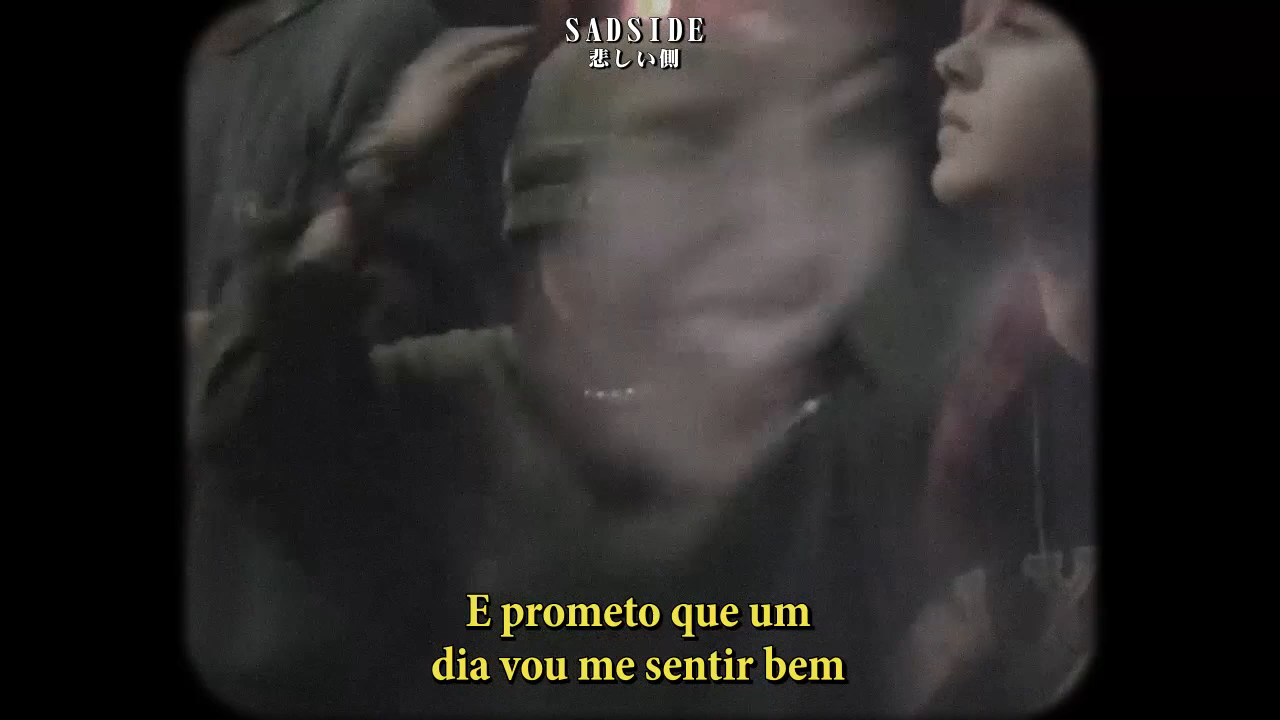 SADSIDE
悲しい側
E prometo que um
dia vou me sentir bem